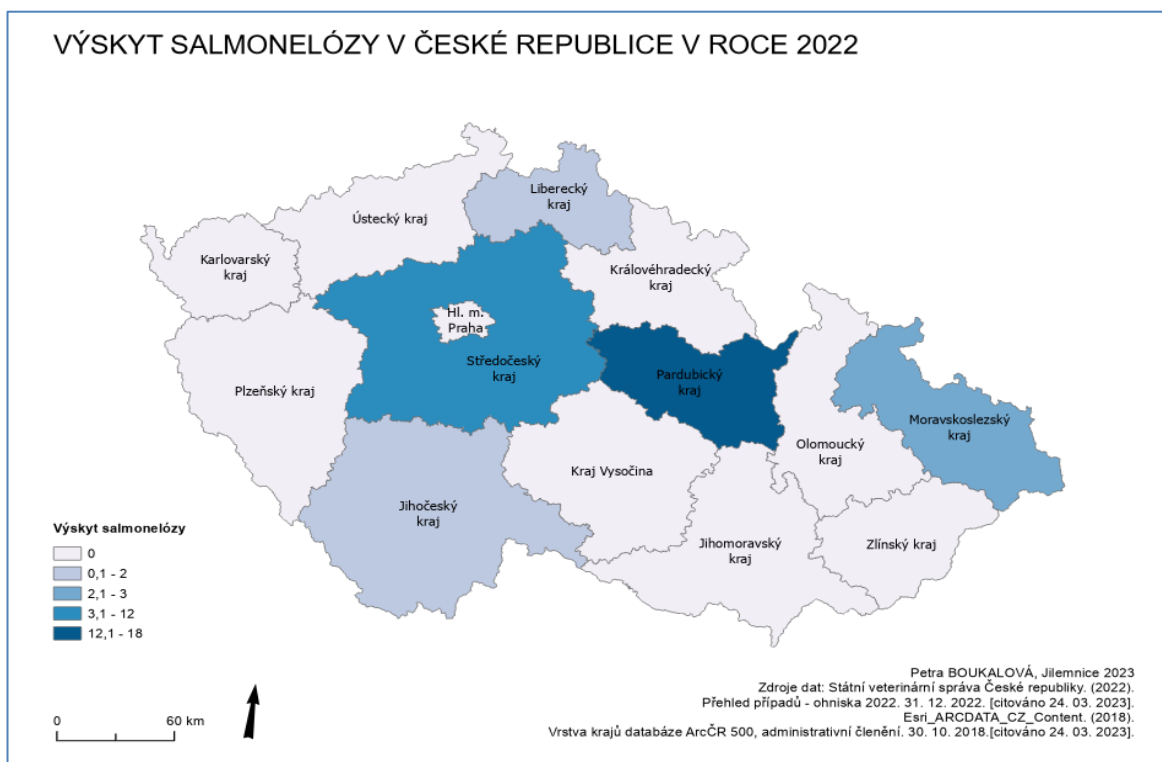 VÝSKYT SALMONELÓZY V ČESKÉ REPUBLICE V ROCE 2022
Liberecký
kraj
Ústecký kraj
Karlovarský
kraj
Královéhradecký
kraj
Hl. m.
Praha
Středočeský
kraj
Pardubický
kraj
Plzeňský kraj
Moravskoslezský
kraj
Olomoucký
kraj
Kraj Vysočina
Jihočeský
kraj
Jihomoravský
kraj
Zlínský kraj
Výskyt salmonelózy
0
0,1 - 2
2,1 - 3
3,1 - 12
12,1 - 18
0 60 km
Petra BOUKALOVÁ, Jilemnice 2023
Zdroje dat: Státní veterinární správa České republiky. (2022).
Přehled případů - ohniska 2022. 31. 12. 2022. [citováno 24. 03. 2023].
Esri_ARCDATA_CZ_Content. (2018).
Vrstva krajů databáze ArcČR 500, administrativní členění. 30. 10. 2018.[citováno 24. 03. 2023].